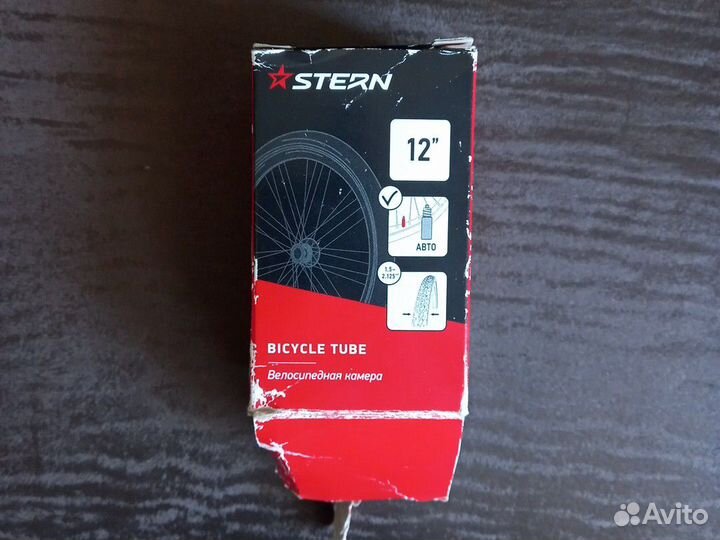 STERN
12”
АВТО
1.5-
2.125"
BICYCLE TUBE
Велосипедная камера
Avito